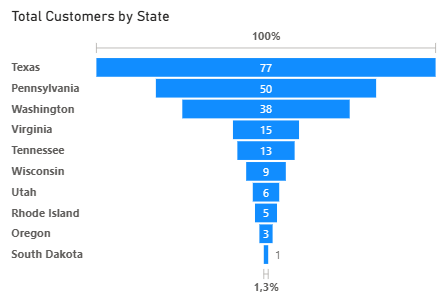 Total Customers by State
100%
Texas 77
Pennsylvania 50
Washington 38
Virginia 15
Tennessee 13
Wisconsin 9
Utah 6
Rhode Island 5
Oregon 3
South Dakota 1
1,3%